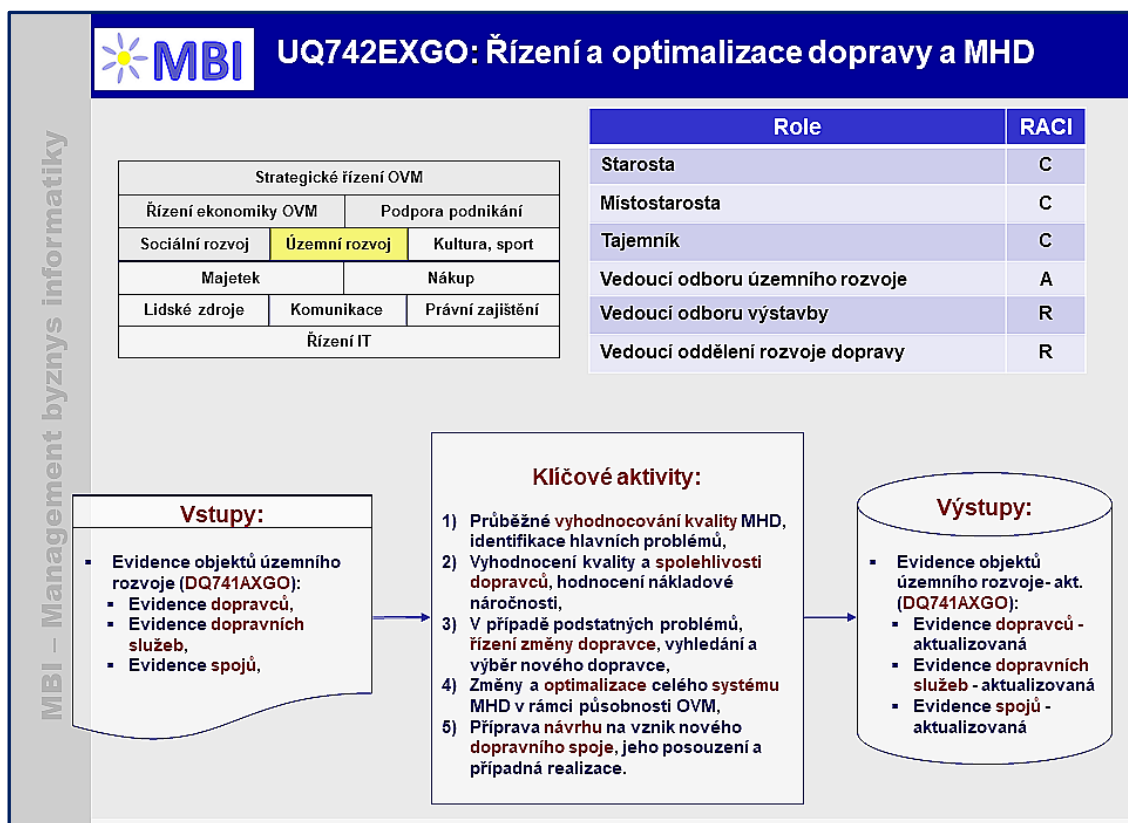 MBI
UQ742EXGO: Řízení a optimalizace dopravy a MHD
MBI – Management byznys informatiky
Strategické řízení OVM
Řízení ekonomiky OVM
Podpora podnikání
Sociální rozvoj
Územní rozvoj
Kultura, sport
Majetek
Nákup
Lidské zdroje
Komunikace
Právní zajištění
Řízení IT
Role RACI
Starosta C
Místostarosta C
Tajemník C
Vedoucí odboru územního rozvoje A
Vedoucí odboru výstavby R
Vedoucí oddělení rozvoje dopravy R
Vstupy:
▪ Evidence objektů územního
rozvoje (DQ741AXGO):
▪ Evidence dopravců,
▪ Evidence dopravních
služeb,
▪ Evidence spojů,
Klíčové aktivity:
1) Průběžné vyhodnocování kvality MHD,
identifikace hlavních problémů,
2) Vyhodnocení kvality a spolehlivosti
dopravců, hodnocení nákladové
náročnosti,
3) V případě podstatných problémů,
řízení změny dopravce, vyhledání a
výběr nového dopravce,
4) Změny a optimalizace celého systému
MHD v rámci působnosti OVM,
5) Příprava návrhu na vznik nového
dopravního spoje, jeho posouzení a
případná realizace.
Výstupy:
▪ Evidence objektů
územního rozvoje- akt.
(DQ741AXGO):
▪ Evidence dopravců -
aktualizovaná
▪ Evidence dopravních
služeb - aktualizovaná
▪ Evidence spojů -
aktualizovaná